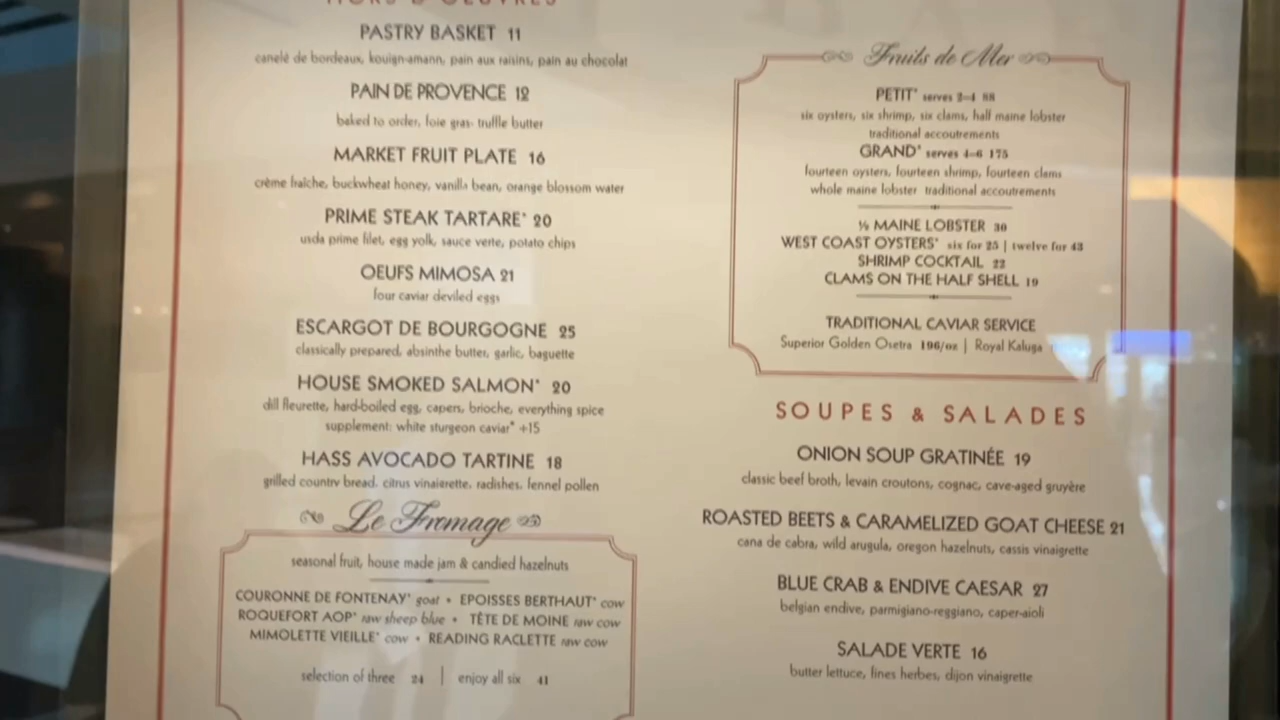 HORS D'OEUVRES
PASTRY BASKET 11
canelé de bordeaux, kouign-amann, pain aux raisins, pain au chocolat
PAIN DE PROVENCE 12
baked to order, foie gras- truffle butter
MARKET FRUIT PLATE 16
crème fraîche, buckwheat honey, vanilla bean, orange blossom water
PRIME STEAK TARTARE* 20
usda prime filet, egg yolk, sauce verte, potato chips
OEUFS MIMOSA 21
four caviar deviled eggs
ESCARGOT DE BOURGOGNE 25
classically prepared, absinthe butter, garlic, baguette
HOUSE SMOKED SALMON* 20
dill fleurette, hard-boiled egg, capers, brioche, everything spice
supplement: white sturgeon caviar* +15
HASS AVOCADO TARTINE 18
grilled country bread, citrus vinaigrette, radishes, fennel pollen
Le Fromage
seasonal fruit, house made jam & candied hazelnuts
COURONNE DE FONTENAY* goat • EPOISSES BERTHAUT* cow
ROQUEFORT AOP* raw sheep blue • TÊTE DE MOINE raw cow
MIMOLETTE VIEILLE* cow • READING RACLETTE raw cow
selection of three 24 | enjoy all six 41
Fruits de Mer
PETIT* serves 2–4 88
six oysters, six shrimp, six clams, half maine lobster
traditional accoutrements
GRAND* serves 4–6 175
fourteen oysters, fourteen shrimp, fourteen clams
whole maine lobster traditional accoutrements
½ MAINE LOBSTER 30
WEST COAST OYSTERS* six for 25 | twelve for 43
SHRIMP COCKTAIL 22
CLAMS ON THE HALF SHELL 19
TRADITIONAL CAVIAR SERVICE
Superior Golden Osetra 196/oz | Royal Kaluga
SOUPES & SALADES
ONION SOUP GRATINÉE 19
classic beef broth, levain croutons, cognac, cave-aged gruyère
ROASTED BEETS & CARAMELIZED GOAT CHEESE 21
cana de cabra, wild arugula, oregon hazelnuts, cassis vinaigrette
BLUE CRAB & ENDIVE CAESAR 27
belgian endive, parmigiano-reggiano, caper-aioli
SALADE VERTE 16
butter lettuce, fines herbes, dijon vinaigrette